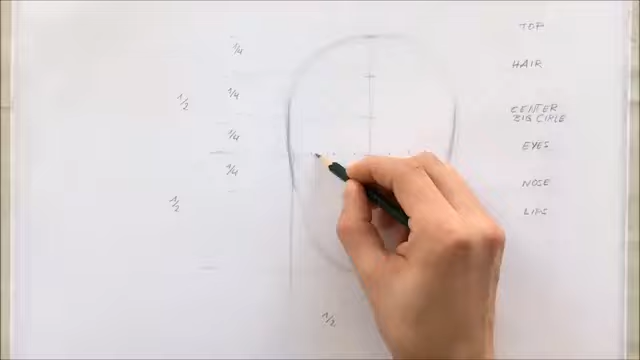 TOP
1/4
HAIR
1/4
1/2
CENTER
BIG CIRLE
1/4
EYES
1/4
NOSE
1/2
LIPS
1/2